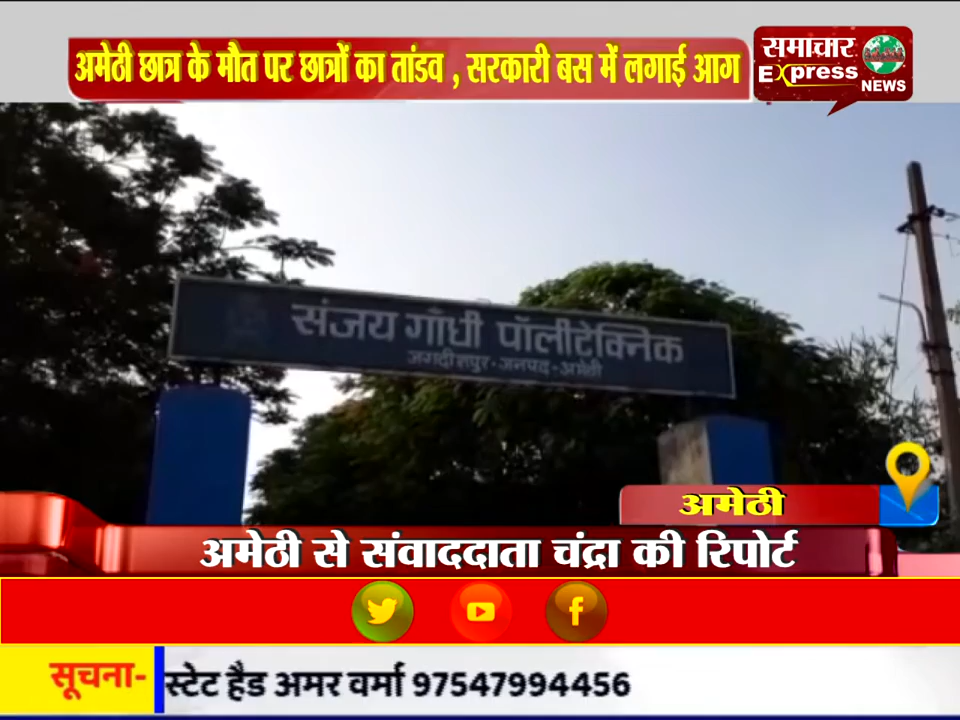 अमेठी छात्र के मौत पर छात्रों का तांडव , सरकारी बस में लगाई आग
समाचार
Express
NEWS
संजय गाँधी पॉलीटेक्निक
जगदीशपुर - जनपद - अमेठी
अमेठी
अमेठी से संवाददाता चंद्रा की रिपोर्ट
सूचना- स्टेट हैड अमर वर्मा 97547994456